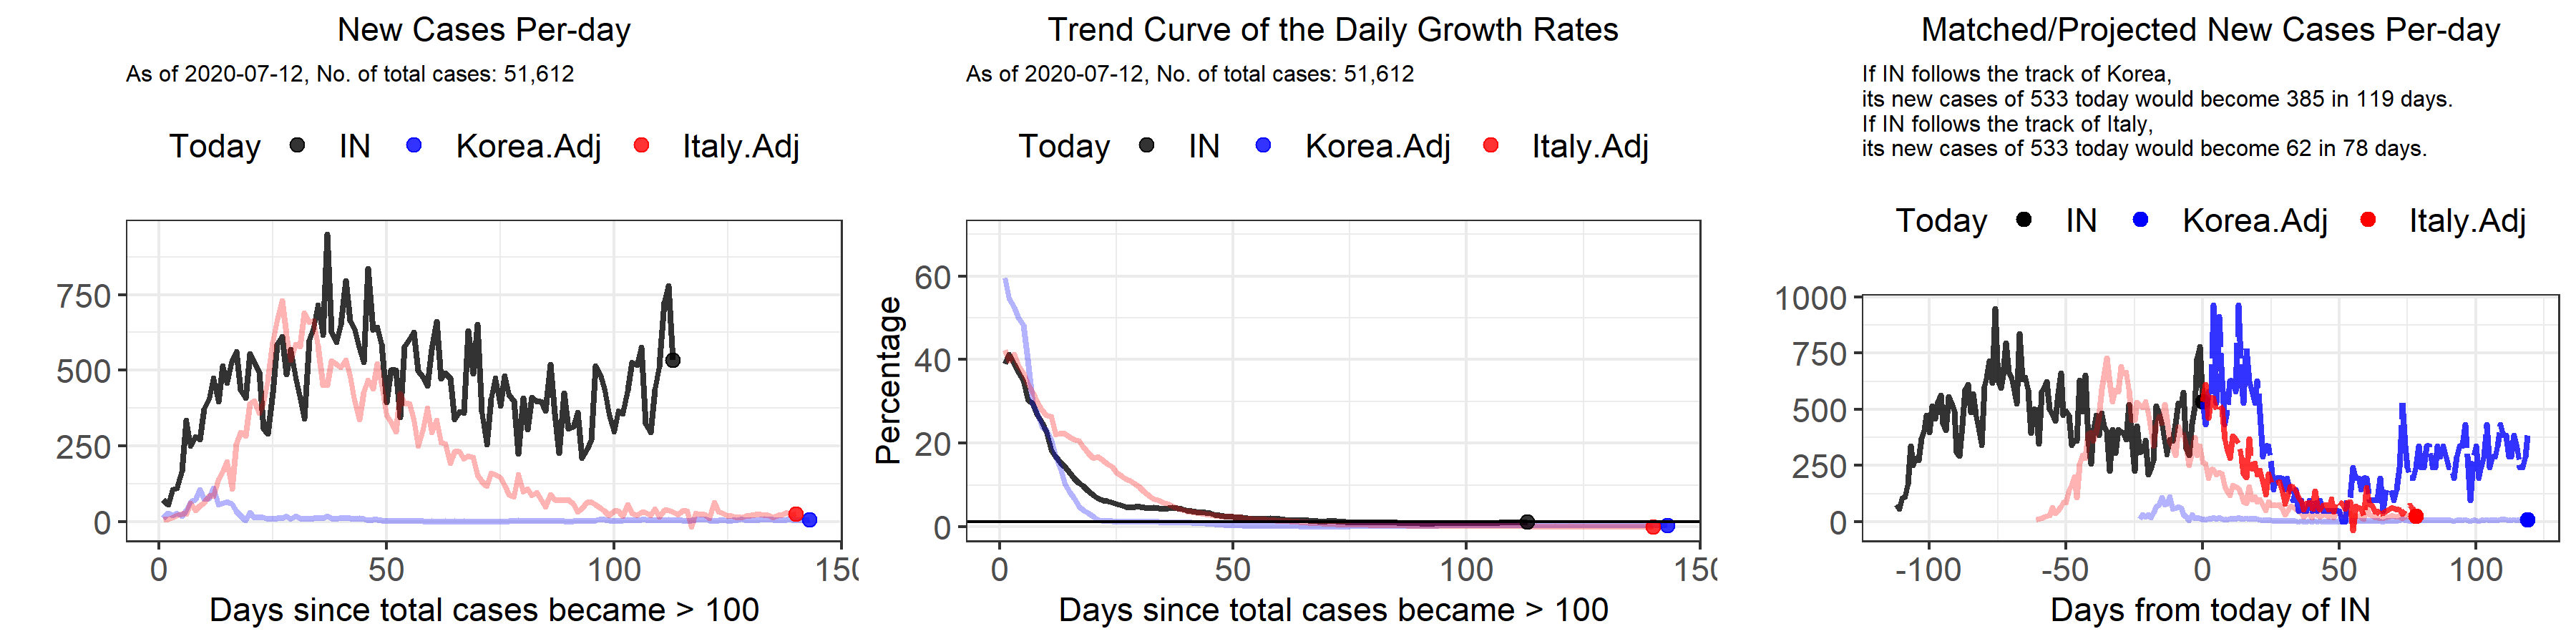 New Cases Per-day
As of 2020-07-12, No. of total cases: 51,612
Today IN Korea.Adj Italy.Adj
750
500
250
0
0 50 100 150
Days since total cases became > 100
Trend Curve of the Daily Growth Rates
As of 2020-07-12, No. of total cases: 51,612
Today IN Korea.Adj Italy.Adj
Percentage
60
40
20
0
0 50 100 150
Days since total cases became > 100
Matched/Projected New Cases Per-day
If IN follows the track of Korea,
its new cases of 533 today would become 385 in 119 days.
If IN follows the track of Italy,
its new cases of 533 today would become 62 in 78 days.
Today IN Korea.Adj Italy.Adj
1000
750
500
250
0
-100 -50 0 50 100
Days from today of IN